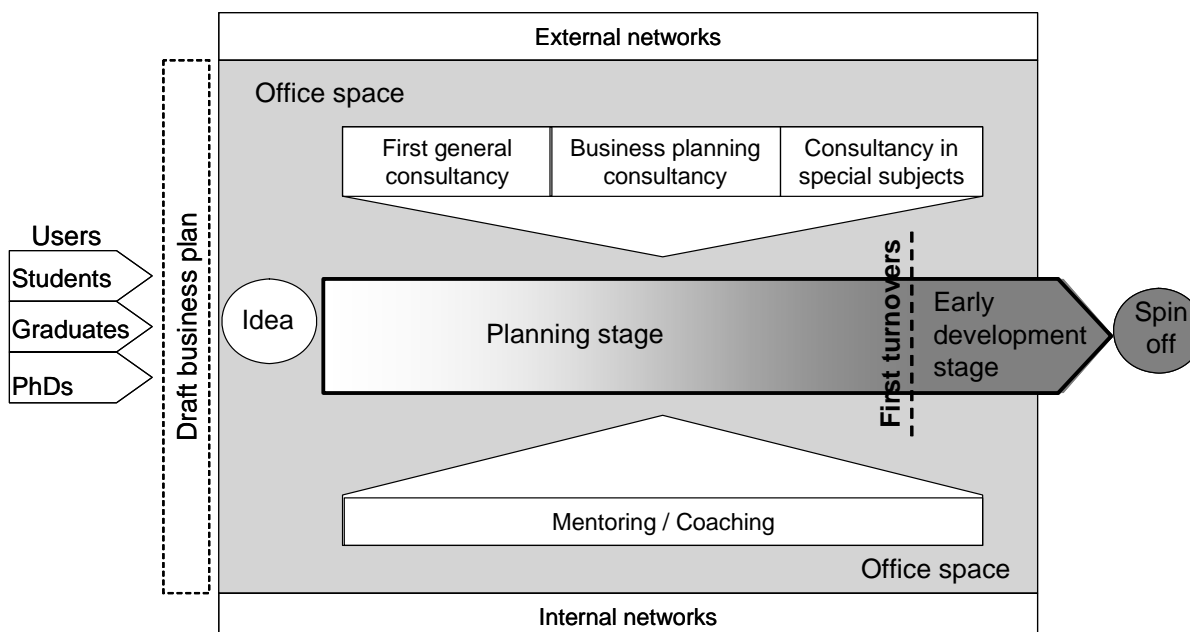 External networks
Office space
First general
consultancy
Business planning
consultancy
Consultancy in
special subjects
Users
Students
Graduates
PhDs
Draft business plan
Idea
Planning stage
First turnovers
Early
development
stage
Spin
off
Mentoring / Coaching
Office space
Internal networks